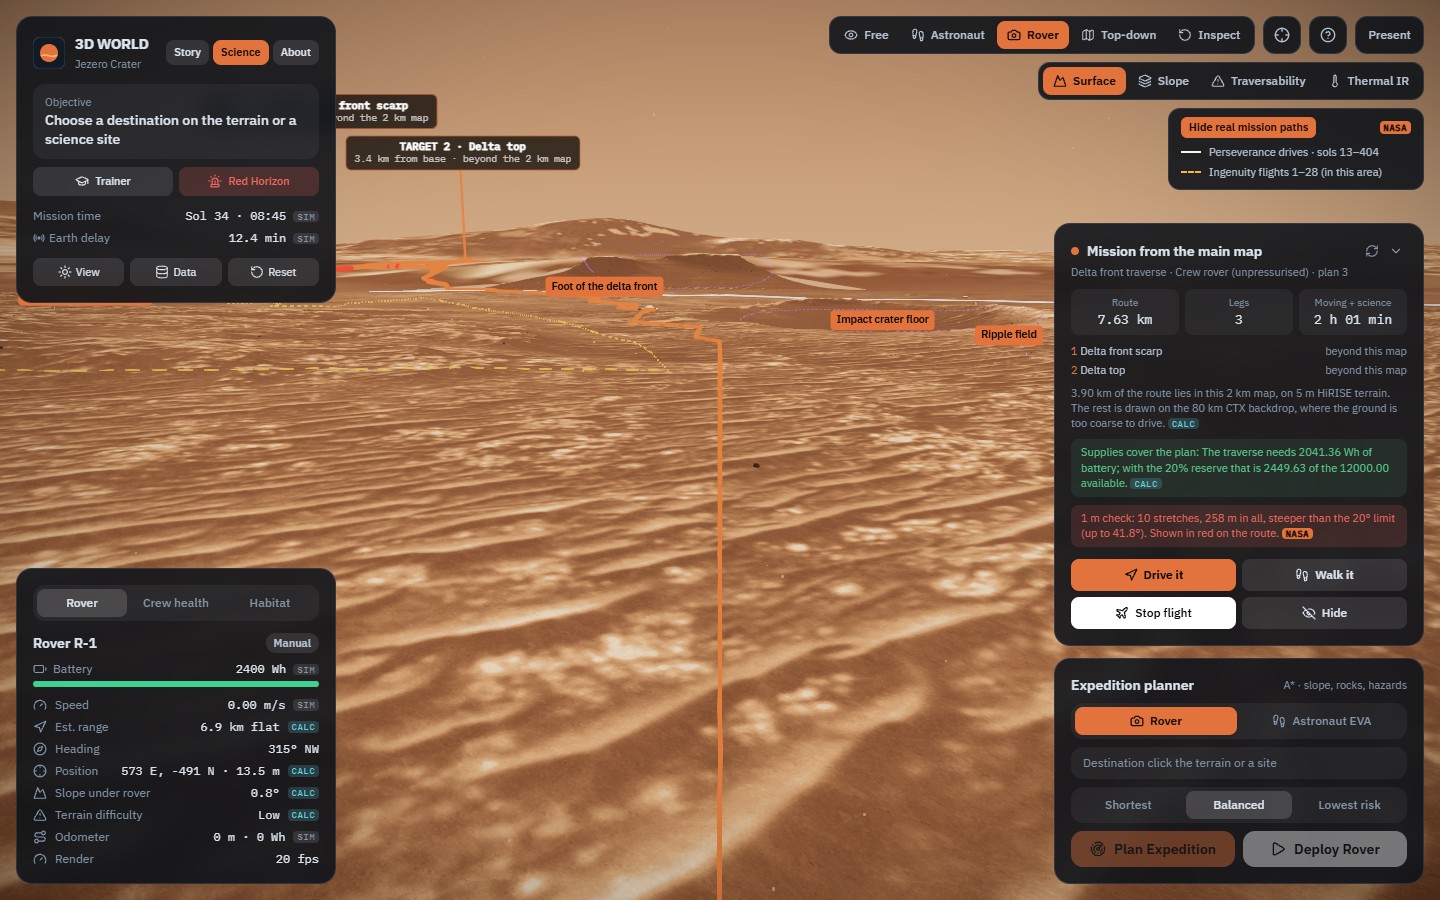 3D WORLD
Jezero Crater
Story
Science
About
Objective
Choose a destination on the terrain or a
science site
Trainer
Red Horizon
Mission time
Sol 34 · 08:45 SIM
Earth delay
12.4 min SIM
View
Data
Reset
Free
Astronaut
Rover
Top-down
Inspect
Present
Surface
Slope
Traversability
Thermal IR
Hide real mission paths
NASA
Perseverance drives · sols 13–404
Ingenuity flights 1–28 (in this area)
front scarp
ond the 2 km map
TARGET 2 · Delta top
3.4 km from base · beyond the 2 km map
Foot of the delta front
Impact crater floor
Ripple field
Mission from the main map
Delta front traverse · Crew rover (unpressurised) · plan 3
Route
7.63 km
Legs
3
Moving + science
2 h 01 min
1 Delta front scarp
beyond this map
2 Delta top
beyond this map
3.90 km of the route lies in this 2 km map, on 5 m HiRISE terrain.
The rest is drawn on the 80 km CTX backdrop, where the ground is
too coarse to drive. CALC
Supplies cover the plan: The traverse needs 2041.36 Wh of
battery; with the 20% reserve that is 2449.63 of the 12000.00
available. CALC
1 m check: 10 stretches, 258 m in all, steeper than the 20° limit
(up to 41.8°). Shown in red on the route. NASA
Drive it
Walk it
Stop flight
Hide
Rover
Crew health
Habitat
Rover R-1
Manual
Battery
2400 Wh SIM
Speed
0.00 m/s SIM
Est. range
6.9 km flat CALC
Heading
315° NW
Position
573 E, -491 N · 13.5 m CALC
Slope under rover
0.8° CALC
Terrain difficulty
Low CALC
Odometer
0 m · 0 Wh SIM
Render
20 fps
Expedition planner
A* · slope, rocks, hazards
Rover
Astronaut EVA
Destination click the terrain or a site
Shortest
Balanced
Lowest risk
Plan Expedition
Deploy Rover